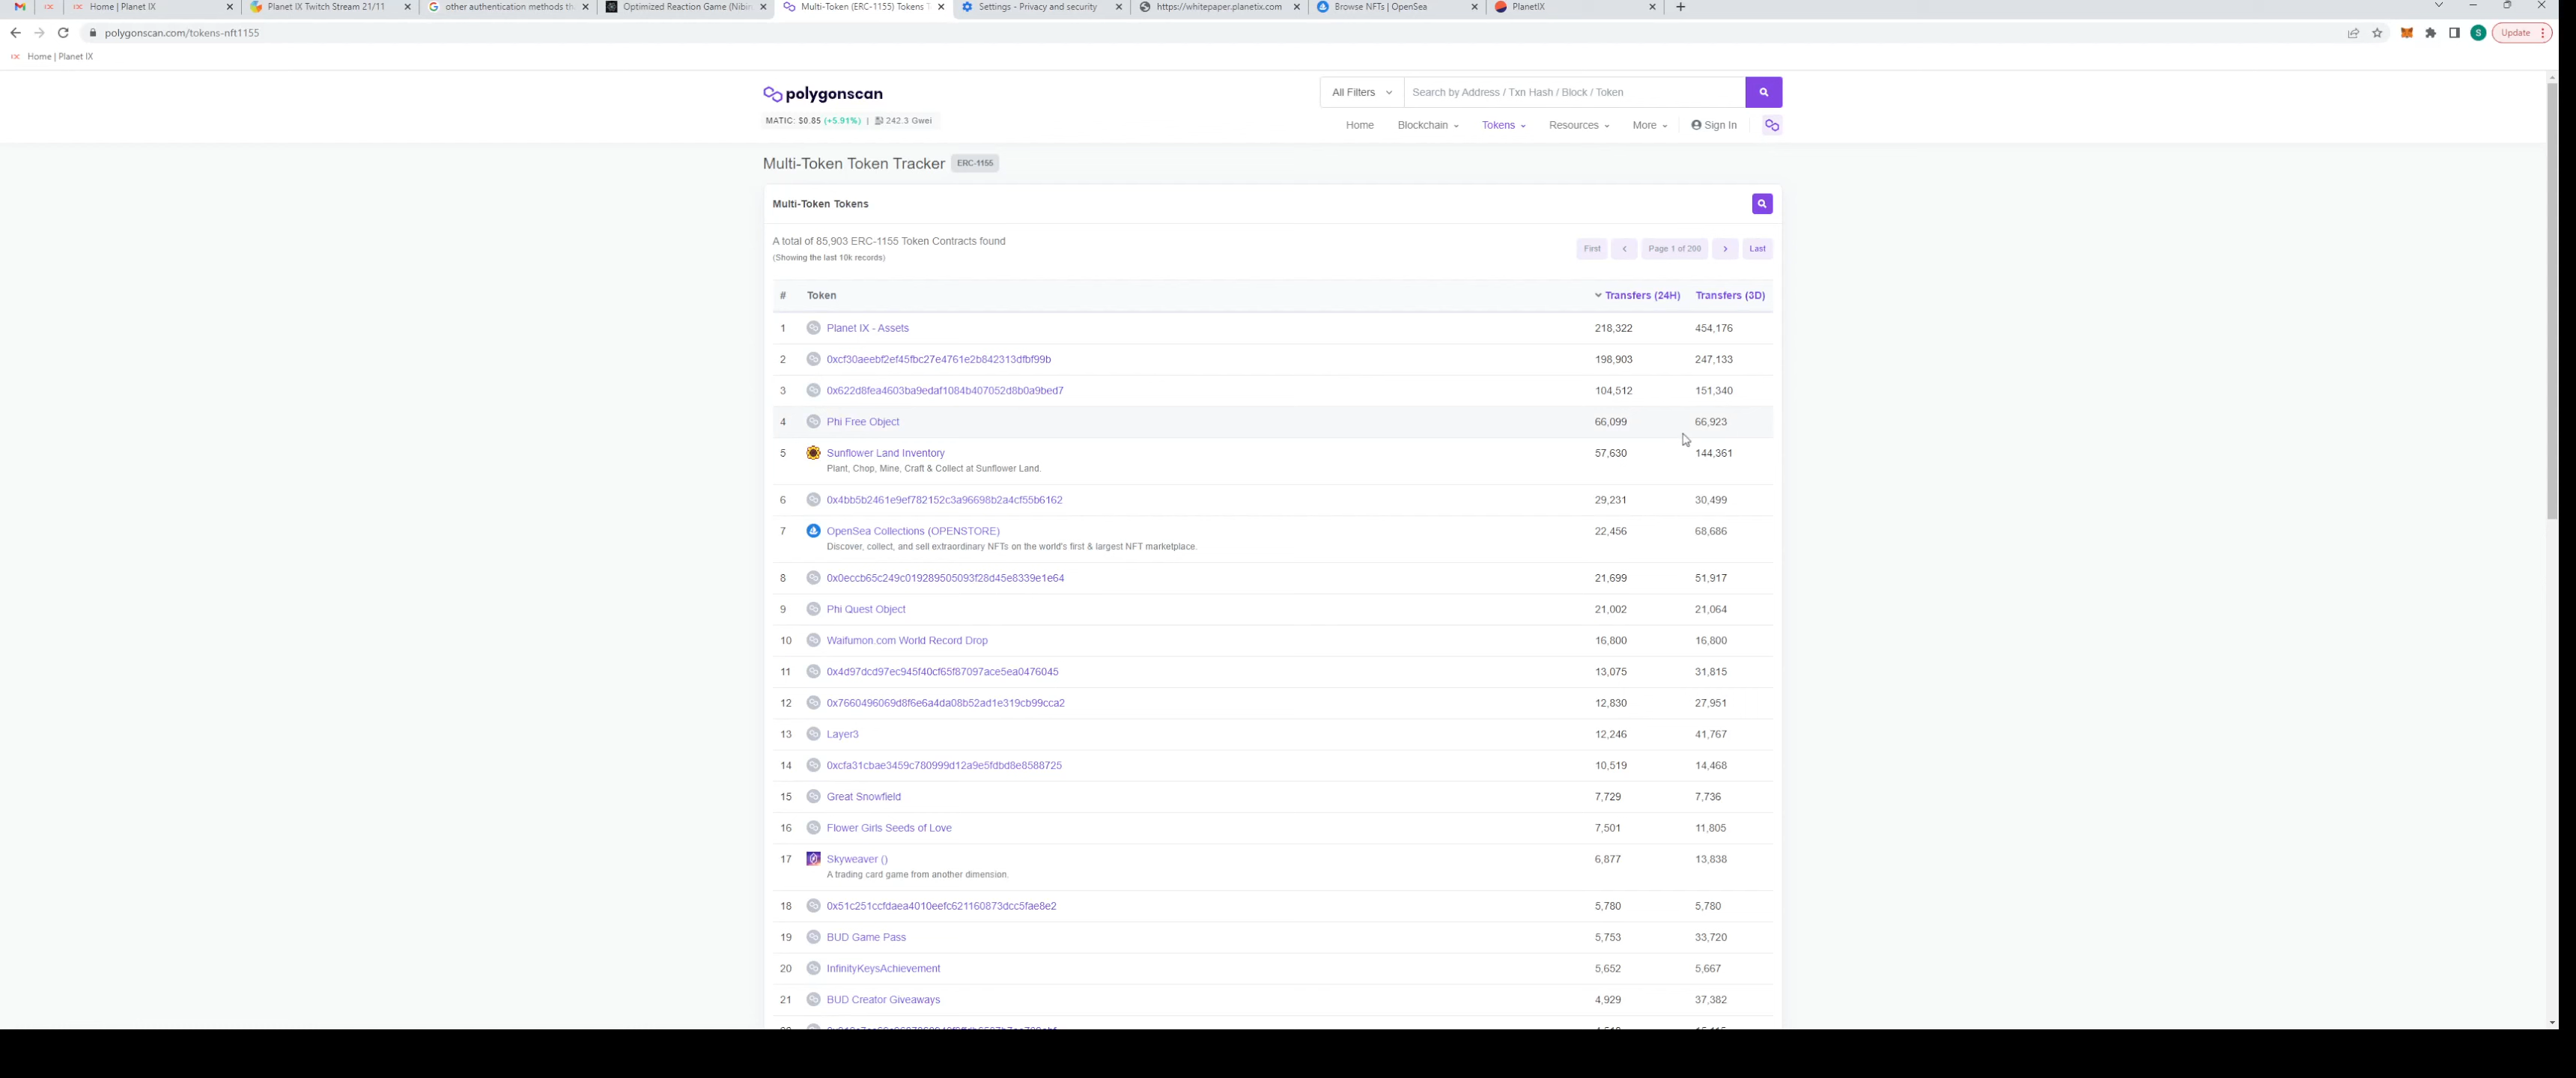 Home | Planet IX
Planet IX Twitch Stream 21/11
other authentication methods th
Optimized Reaction Game (Nibir
Multi-Token (ERC-1155) Tokens T
Settings - Privacy and security
https://whitepaper.planetix.com
Browse NFTs | OpenSea
PlanetIX
polygonscan.com/tokens-nft1155
S
Update
Home | Planet IX
polygonscan
All Filters
Search by Address / Txn Hash / Block / Token
MATIC: $0.85 (+5.91%) | 242.3 Gwei
Home Blockchain Tokens Resources More Sign In
Multi-Token Token Tracker ERC-1155
Multi-Token Tokens
A total of 85,903 ERC-1155 Token Contracts found
(Showing the last 10k records)
First < Page 1 of 200 > Last
# Token Transfers (24H) Transfers (3D)
1 Planet IX - Assets 218,322 454,176
2 0xcf30aeebf2ef45fbc27e4761e2b842313dfbf99b 198,903 247,133
3 0x622d8fea4603ba9edaf1084b407052d8b0a9bed7 104,512 151,340
4 Phi Free Object 66,099 66,923
5 Sunflower Land Inventory 57,630 144,361
Plant, Chop, Mine, Craft & Collect at Sunflower Land.
6 0x4bb5b2461e9ef782152c3a96698b2a4cf55b6162 29,231 30,499
7 OpenSea Collections (OPENSTORE) 22,456 68,686
Discover, collect, and sell extraordinary NFTs on the world's first & largest NFT marketplace.
8 0x0eccb65c249c019289505093f28d45e8339e1e64 21,699 51,917
9 Phi Quest Object 21,002 21,064
10 Waifumon.com World Record Drop 16,800 16,800
11 0x4d97dcd97ec945f40cf65f87097ace5ea0476045 13,075 31,815
12 0x7660496069d8f6e6a4da08b52ad1e319cb99cca2 12,830 27,951
13 Layer3 12,246 41,767
14 0xcfa31cbae3459c780999d12a9e5fdbd8e8588725 10,519 14,468
15 Great Snowfield 7,729 7,736
16 Flower Girls Seeds of Love 7,501 11,805
17 Skyweaver () 6,877 13,838
A trading card game from another dimension.
18 0x51c251ccfdaea4010eefc621160873dcc5fae8e2 5,780 5,780
19 BUD Game Pass 5,753 33,720
20 InfinityKeysAchievement 5,652 5,667
21 BUD Creator Giveaways 4,929 37,382